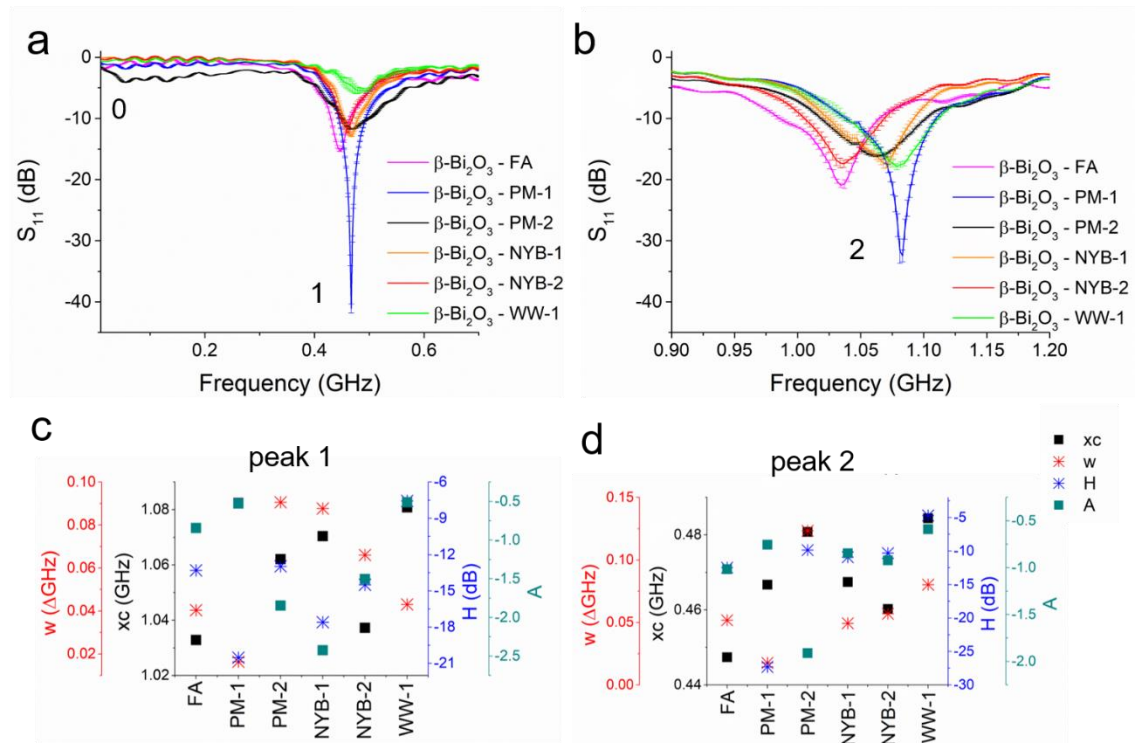 a
0
-10
-20
-30
-40
S₁₁ (dB)
0
1
β-Bi₂O₃ - FA
β-Bi₂O₃ - PM-1
β-Bi₂O₃ - PM-2
β-Bi₂O₃ - NYB-1
β-Bi₂O₃ - NYB-2
β-Bi₂O₃ - WW-1
0.2
0.4
0.6
Frequency (GHz)
b
0
-10
-20
-30
-40
S₁₁ (dB)
2
β-Bi₂O₃ - FA
β-Bi₂O₃ - PM-1
β-Bi₂O₃ - PM-2
β-Bi₂O₃ - NYB-1
β-Bi₂O₃ - NYB-2
β-Bi₂O₃ - WW-1
0.90
0.95
1.00
1.05
1.10
1.15
1.20
Frequency (GHz)
c
peak 1
w (ΔGHz)
0.10
0.08
0.06
0.04
0.02
xc (GHz)
1.08
1.06
1.04
1.02
-6
-9
-12
-15
-18
-21
H (dB)
-0.5
-1.0
-1.5
-2.0
-2.5
A
FA
PM-1
PM-2
NYB-1
NYB-2
WW-1
d
peak 2
xc
w
H
A
w (ΔGHz)
0.15
0.10
0.05
0.00
xc (GHz)
0.48
0.46
0.44
-5
-10
-15
-20
-25
-30
H (dB)
-0.5
-1.0
-1.5
-2.0
A
FA
PM-1
PM-2
NYB-1
NYB-2
WW-1